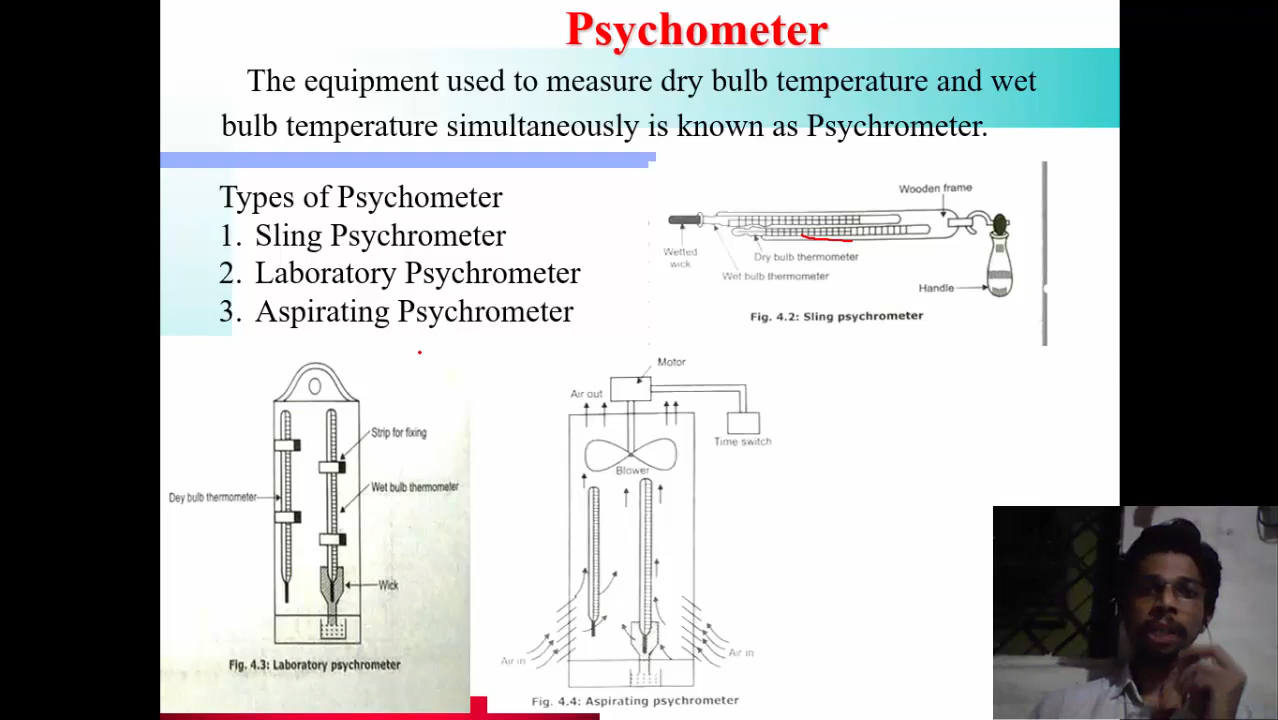 Psychometer
The equipment used to measure dry bulb temperature and wet
bulb temperature simultaneously is known as Psychrometer.
Types of Psychometer
1. Sling Psychrometer
2. Laboratory Psychrometer
3. Aspirating Psychrometer
Wooden frame
Wetted
wick
Dry bulb thermometer
Wet bulb thermometer
Handle
Fig. 4.2: Sling psychrometer
Strip for fixing
Wet bulb thermometer
Dey bulb thermometer
Wick
Fig. 4.3: Laboratory psychrometer
Motor
Air out
Time switch
Blower
Air in
Air in
Fig. 4.4: Aspirating psychrometer